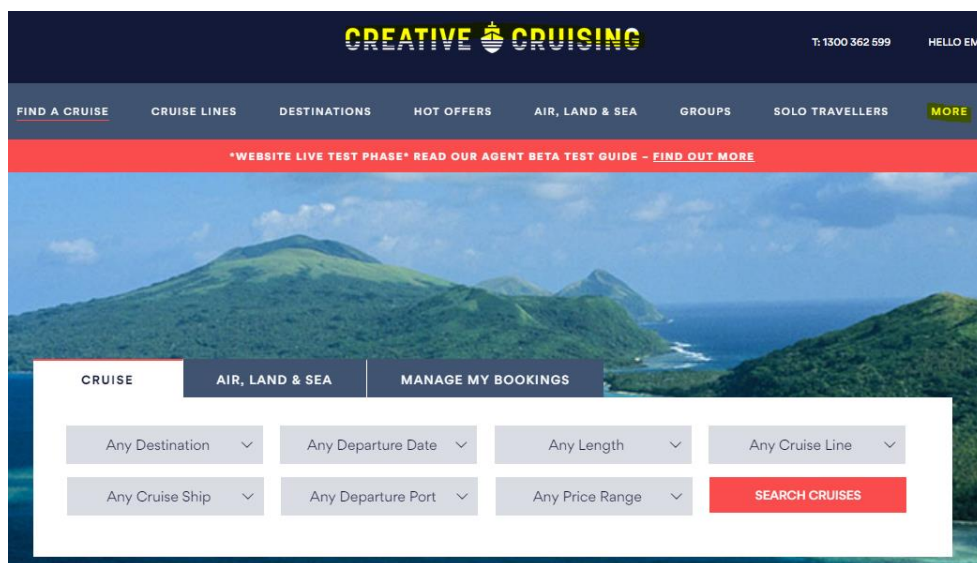 CREATIVE CRUISING
T: 1300 362 599
HELLO EM
FIND A CRUISE
CRUISE LINES
DESTINATIONS
HOT OFFERS
AIR, LAND & SEA
GROUPS
SOLO TRAVELLERS
MORE
*WEBSITE LIVE TEST PHASE* READ OUR AGENT BETA TEST GUIDE – FIND OUT MORE
CRUISE
AIR, LAND & SEA
MANAGE MY BOOKINGS
Any Destination
Any Departure Date
Any Length
Any Cruise Line
Any Cruise Ship
Any Departure Port
Any Price Range
SEARCH CRUISES